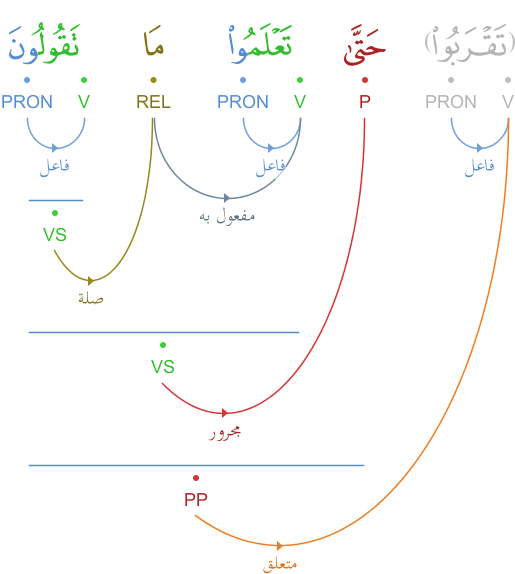 (تَقْرَبُوا۟) حَتَّىٰ تَعْلَمُوا۟ مَا تَقُولُونَ
PRON V REL PRON V P PRON V
فاعل فاعل فاعل
مفعول به
VS
صلة
VS
مجرور
PP
متعلق